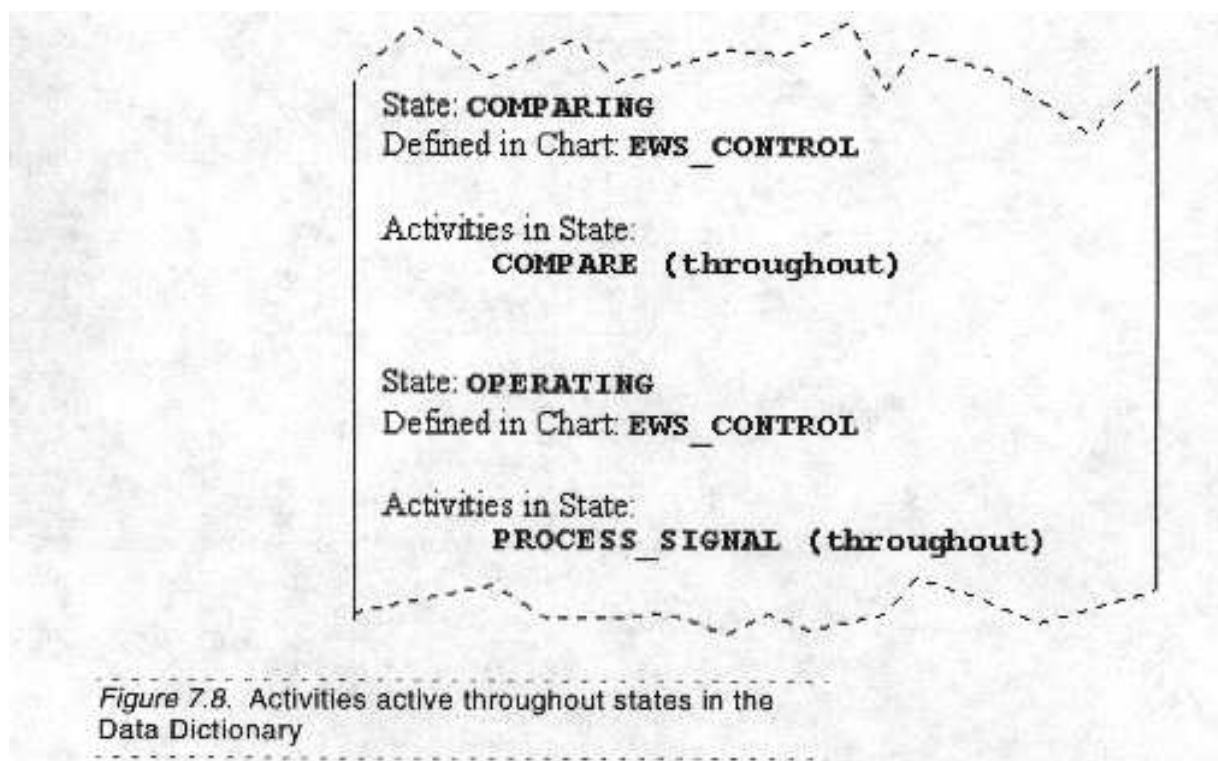 State: COMPARING
Defined in Chart: EWS_CONTROL
Activities in State:
COMPARE (throughout)
State: OPERATING
Defined in Chart: EWS_CONTROL
Activities in State:
PROCESS_SIGNAL (throughout)
Figure 7.8. Activities active throughout states in the
Data Dictionary